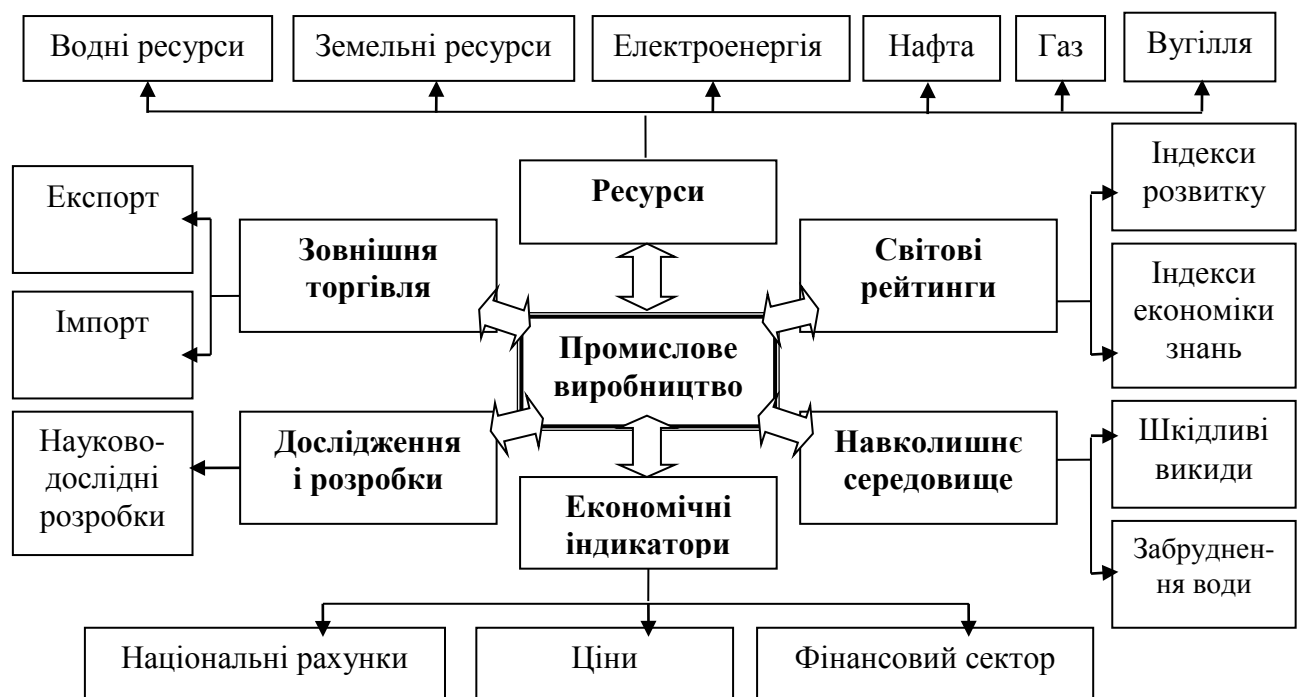 Водні ресурси
Земельні ресурси
Електроенергія
Нафта
Газ
Вугілля
Ресурси
Експорт
Імпорт
Зовнішня
торгівля
Світові
рейтинги
Індекси
розвитку
Індекси
економіки
знань
Промислове
виробництво
Науково-
дослідні
розробки
Дослідження
і розробки
Навколишнє
середовище
Шкідливі
викиди
Забруднен-
ня води
Економічні
індикатори
Національні рахунки
Ціни
Фінансовий сектор